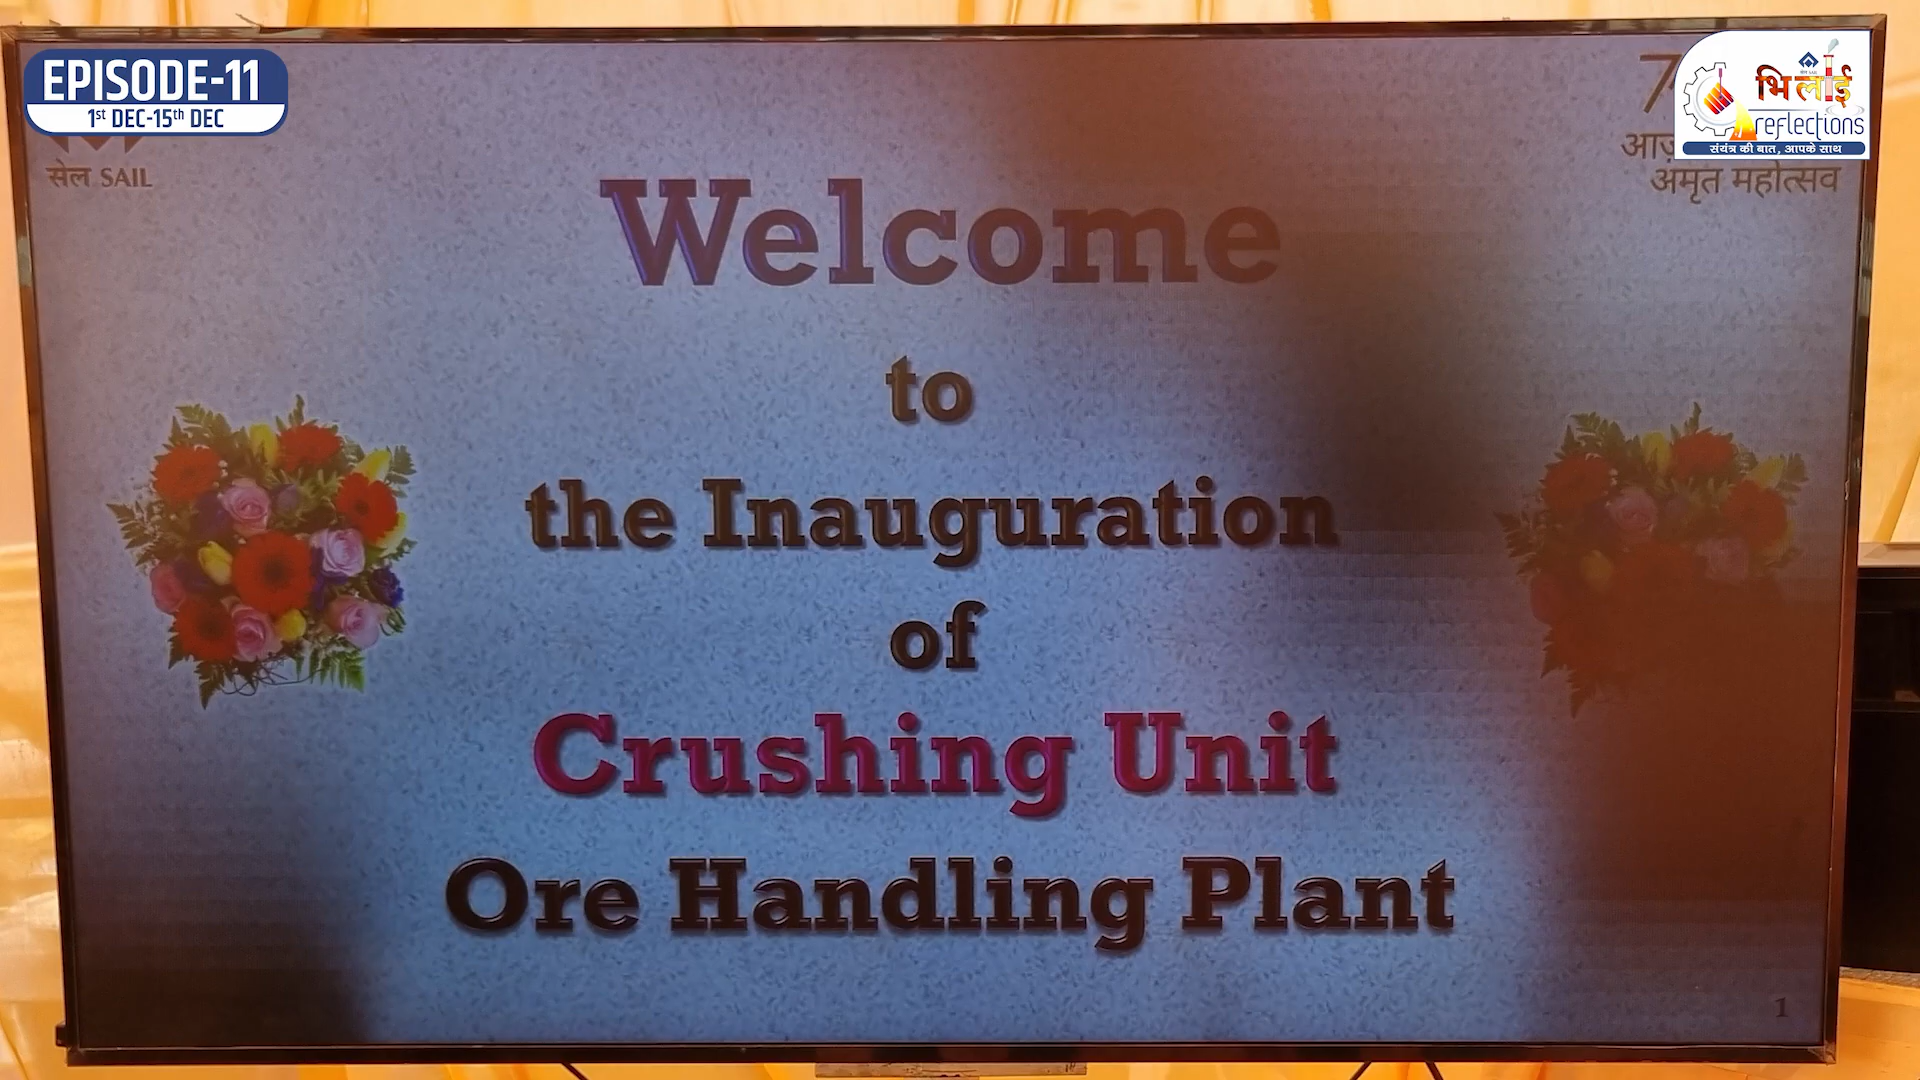 EPISODE-11
1st DEC-15th DEC
सेल SAIL
भिलाई
reflections
संयंत्र की बात, आपके साथ
अमृत महोत्सव
Welcome
to
the Inauguration
of
Crushing Unit
Ore Handling Plant
1